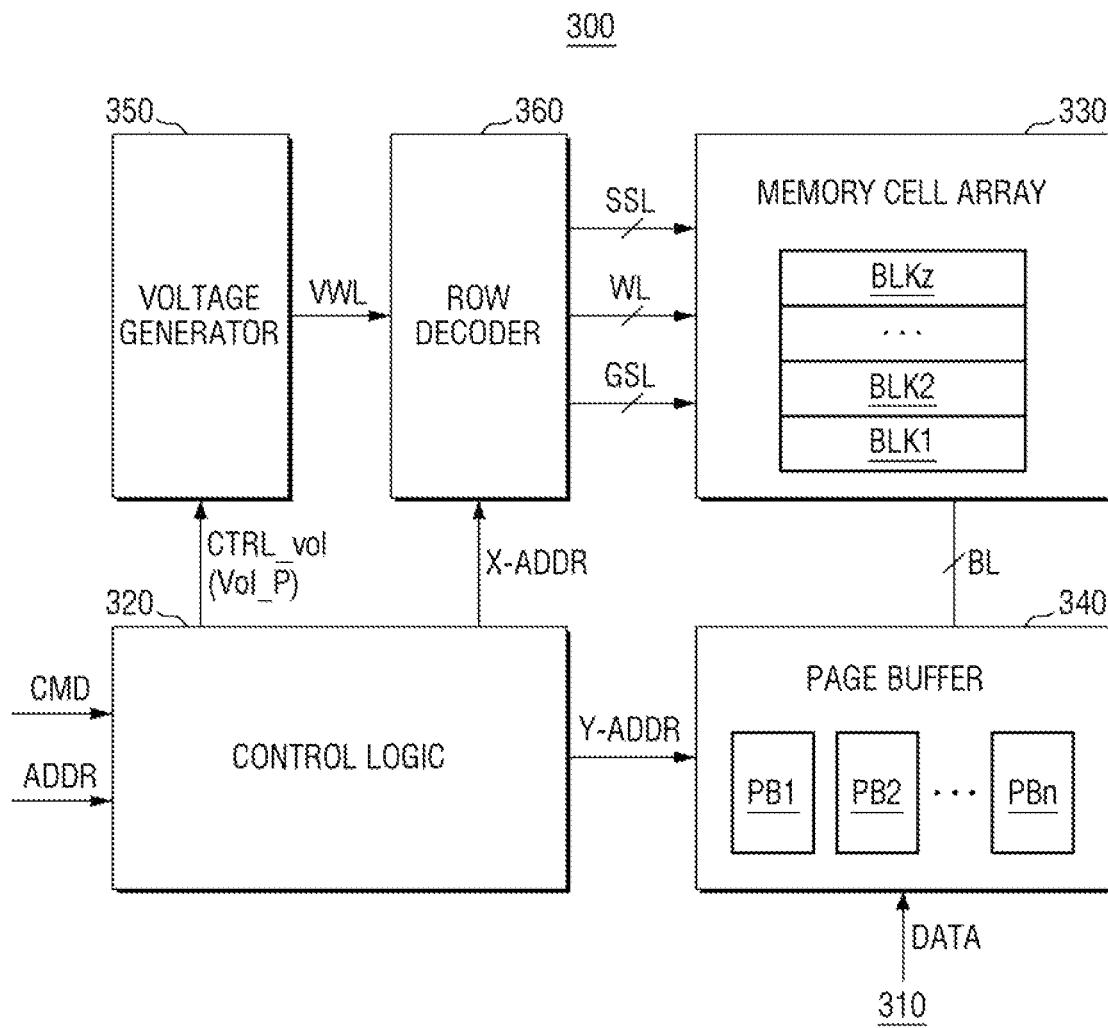 300
350
360
330
VOLTAGE
GENERATOR
VWL
ROW
DECODER
SSL
WL
GSL
MEMORY CELL ARRAY
BLKz
...
BLK2
BLK1
CTRL_vol
(Vol_P)
X-ADDR
BL
320
340
CMD
ADDR
CONTROL LOGIC
Y-ADDR
PAGE BUFFER
PB1 PB2 ... PBn
DATA
310